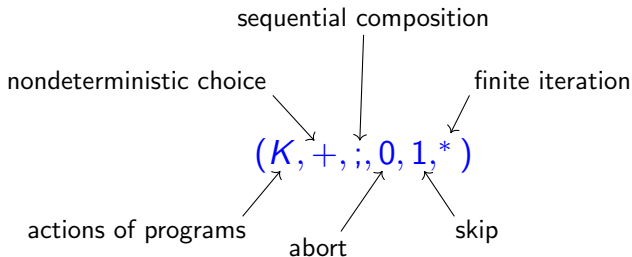 sequential composition
nondeterministic choice
finite iteration
(K, +, ;, 0, 1, * )
actions of programs
abort
skip